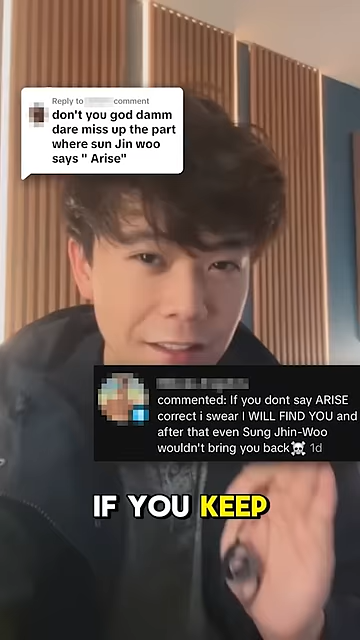 Reply to comment
don't you god damm
dare miss up the part
where sun Jin woo
says " Arise"
commented: If you dont say ARISE
correct i swear I WILL FIND YOU and
after that even Sung Jhin-Woo
wouldn't bring you back☠️ 1d
IF YOU KEEP